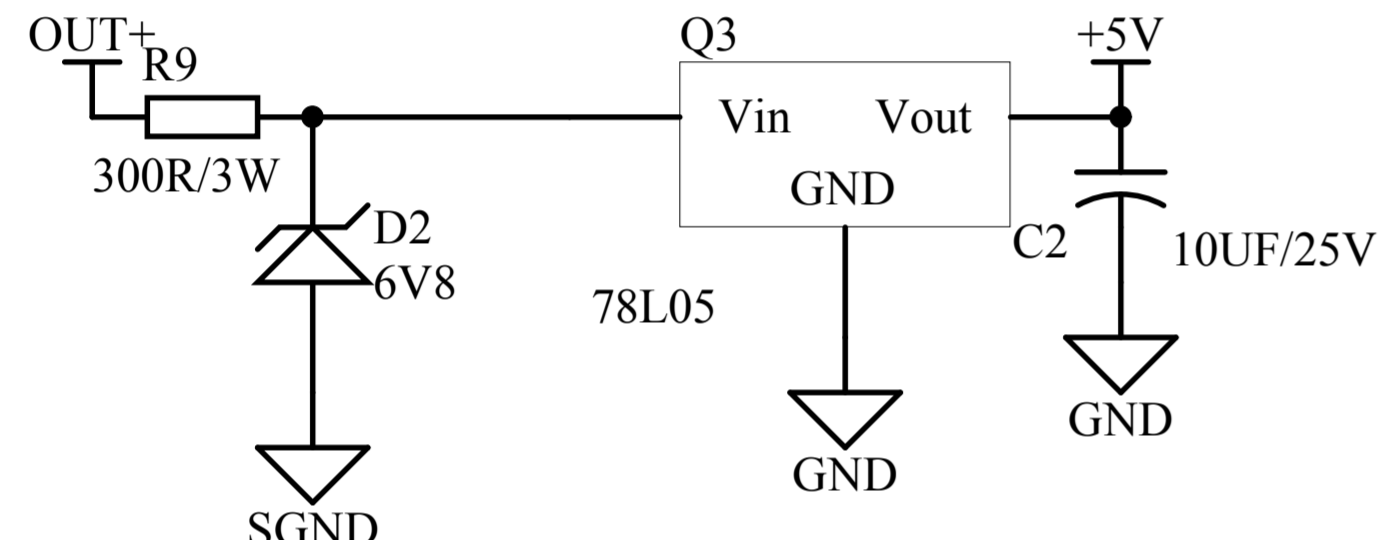 OUT+
R9
300R/3W
D2
6V8
SGND
Q3
Vin
Vout
GND
78L05
GND
+5V
C2
10UF/25V
GND